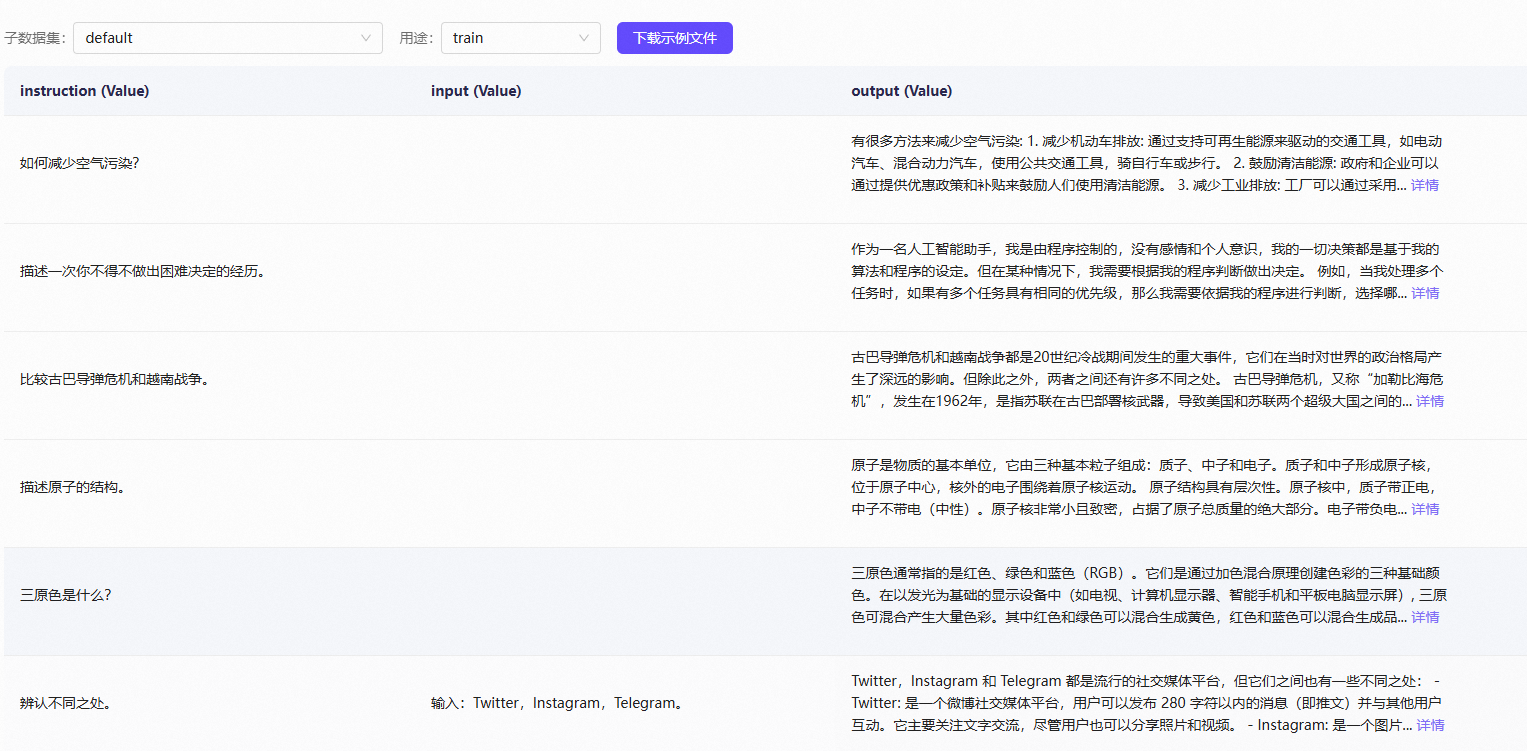 子数据集: default 用途: train 下载示例文件
instruction (Value) input (Value) output (Value)
如何减少空气污染?
有很多方法来减少空气污染: 1. 减少机动车排放: 通过支持可再生能源来驱动的交通工具，如电动
汽车、混合动力汽车，使用公共交通工具，骑自行车或步行。 2. 鼓励清洁能源: 政府和企业可以
通过提供优惠政策和补贴来鼓励人们使用清洁能源。 3. 减少工业排放: 工厂可以通过采用... 详情
描述一次你不得不做出困难决定的经历。
作为一名人工智能助手，我是由程序控制的，没有感情和个人意识，我的一切决策都是基于我的
算法和程序的设定。但在某种情况下，我需要根据我的程序判断做出决定。 例如，当我处理多个
任务时，如果有多个任务具有相同的优先级，那么我需要依据我的程序进行判断，选择哪... 详情
比较古巴导弹危机和越南战争。
古巴导弹危机和越南战争都是20世纪冷战期间发生的重大事件，它们在当时对世界的政治格局产
生了深远的影响。但除此之外，两者之间还有许多不同之处。 古巴导弹危机，又称“加勒比海危
机”，发生在1962年，是指苏联在古巴部署核武器，导致美国和苏联两个超级大国之间的... 详情
描述原子的结构。
原子是物质的基本单位，它由三种基本粒子组成：质子、中子和电子。质子和中子形成原子核，
位于原子中心，核外的电子围绕着原子核运动。 原子结构具有层次性。原子核中，质子带正电，
中子不带电（中性）。原子核非常小且致密，占据了原子总质量的绝大部分。电子带负电... 详情
三原色是什么?
三原色通常指的是红色、绿色和蓝色（RGB）。它们是通过加色混合原理创建色彩的三种基础颜
色。在以发光为基础的显示设备中（如电视、计算机显示器、智能手机和平板电脑显示屏）, 三原
色可混合产生大量色彩。其中红色和绿色可以混合生成黄色，红色和蓝色可以混合生成品... 详情
辨认不同之处。
输入：Twitter，Instagram，Telegram。
Twitter，Instagram 和 Telegram 都是流行的社交媒体平台，但它们之间也有一些不同之处： -
Twitter: 是一个微博社交媒体平台，用户可以发布 280 字符以内的消息（即推文）并与其他用户
互动。它主要关注文字交流，尽管用户也可以分享照片和视频。 - Instagram: 是一个图片... 详情